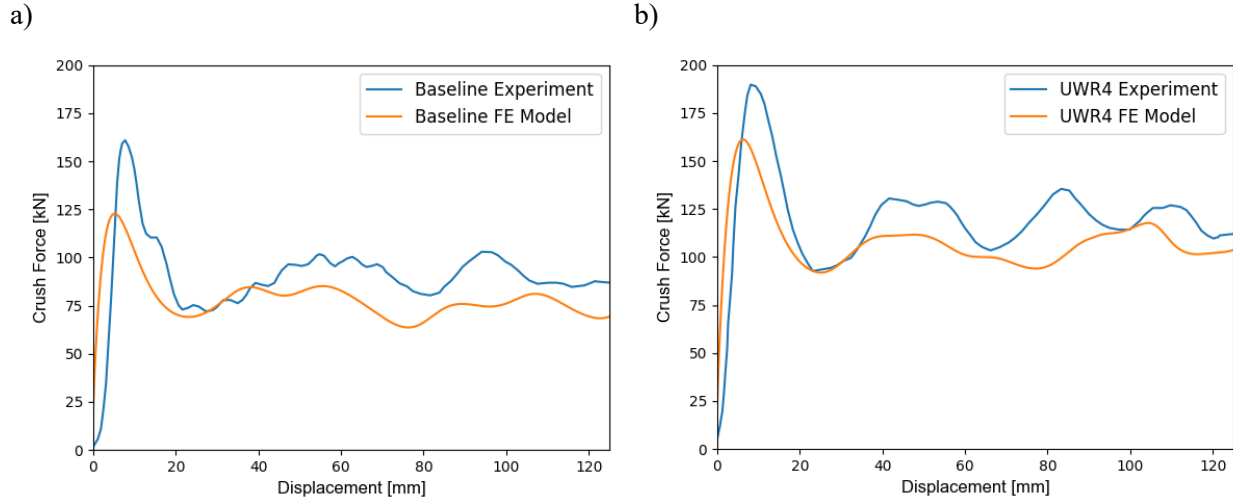 a)
200
175
150
125
100
75
50
25
0
Crush Force [kN]
Baseline Experiment
Baseline FE Model
0 20 40 60 80 100 120
Displacement [mm]
b)
200
175
150
125
100
75
50
25
0
Crush Force [kN]
UWR4 Experiment
UWR4 FE Model
0 20 40 60 80 100 120
Displacement [mm]